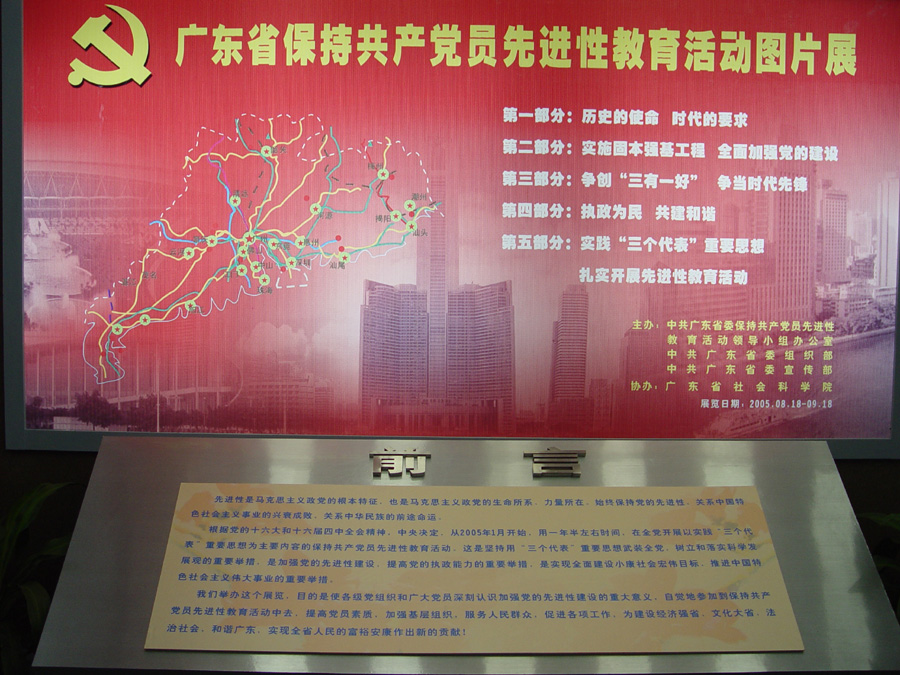 广东省保持共产党员先进性教育活动图片展
第一部分：历史的使命 时代的要求
第二部分：实施固本强基工程 全面加强党的建设
第三部分：争创“三有一好” 争当时代先锋
第四部分：执政为民 共建和谐
第五部分：实践“三个代表”重要思想
扎实开展先进性教育活动
梅州
潮州
揭阳
汕头
汕尾
惠州
深圳
中山
珠海
茂名
主办：中共广东省委保持共产党员先进性
教育活动领导小组办公室
中共广东省委组织部
中共广东省委宣传部
协办：广东省社会科学院
展览日期：2005.08.18-09.18
前言
先进性是马克思主义政党的根本特征，也是马克思主义政党的生命所系，力量所在。始终保持党的先进性，关系中国特
色社会主义事业的兴衰成败，关系中华民族的前途命运。
根据党的十六大和十六届四中全会精神，中央决定，从2005年1月开始，用一年半左右时间，在全党开展以实践“三个代
表”重要思想为主要内容的保持共产党员先进性教育活动。这是坚持用“三个代表”重要思想武装全党、树立和落实科学发
展观的重要举措，是加强党的先进性建设，提高党的执政能力的重要举措，是实现全面建设小康社会宏伟目标，推进中国特
色社会主义伟大事业的重要举措。
我们举办这个展览，目的是使各级党组织和广大党员深刻认识加强党的先进性建设的重大意义，自觉地参加到保持共产
党员先进性教育活动中去，提高党员素质，加强基层组织，服务人民群众，促进各项工作，为建设经济强省、文化大省、法
治社会、和谐广东，实现全省人民的富裕安康作出新的贡献！